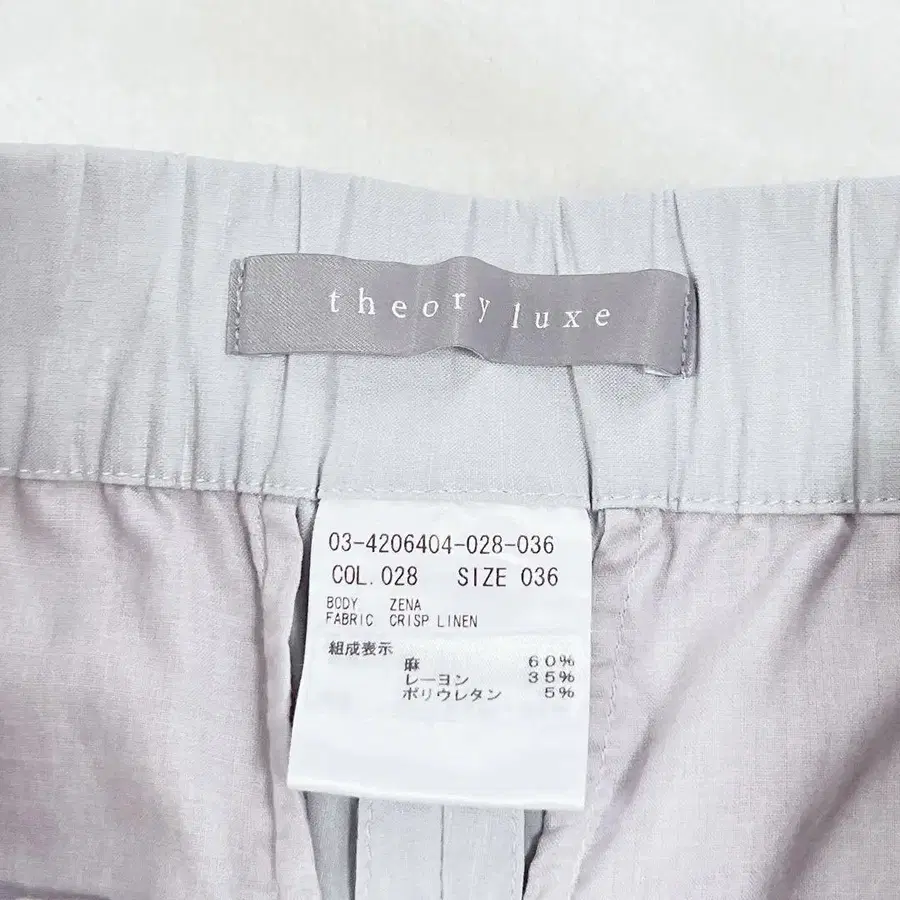 theory luxe
03-4206404-028-036
COL. 028 SIZE 036
BODY ZENA
FABRIC CRISP LINEN
組成表示
麻 60%
レーヨン 35%
ポリウレタン 5%